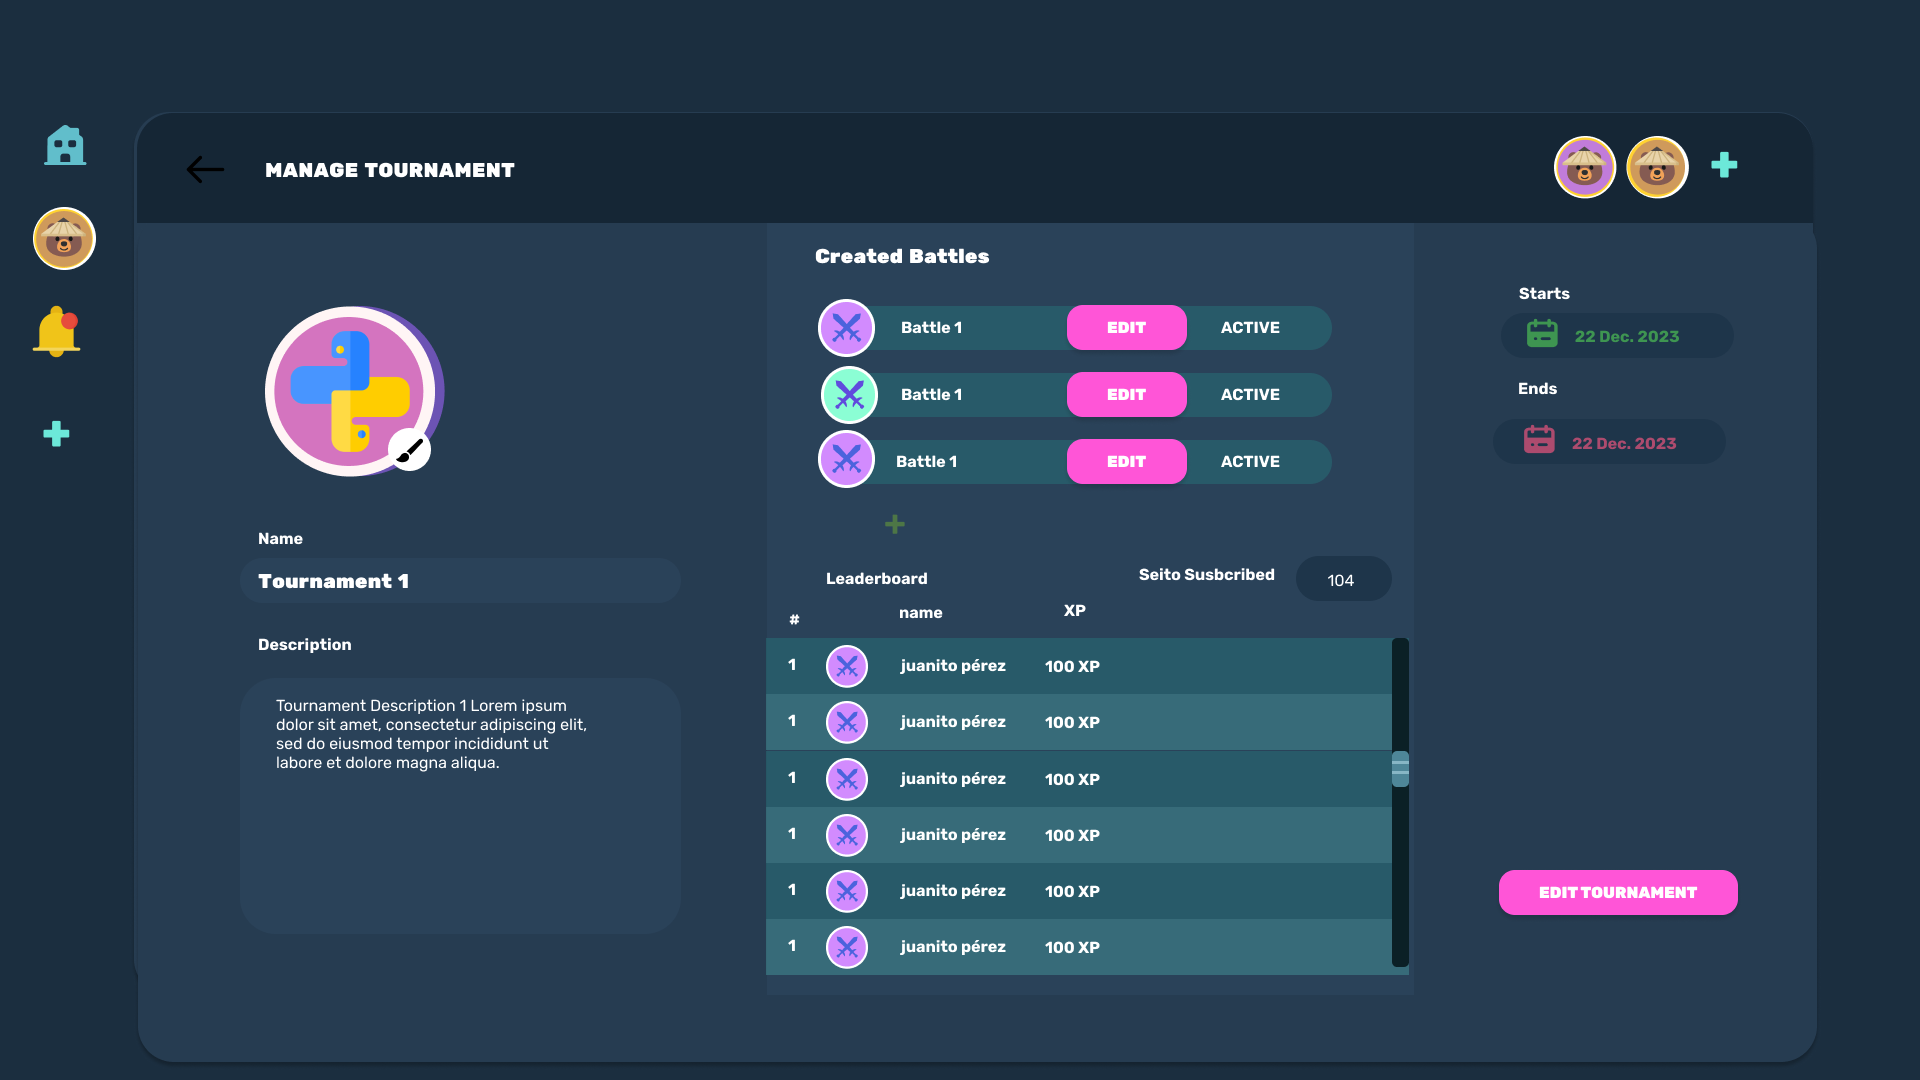 MANAGE TOURNAMENT
Name
Tournament 1
Description
Tournament Description 1 Lorem ipsum
dolor sit amet, consectetur adipiscing elit,
sed do eiusmod tempor incididunt ut
labore et dolore magna aliqua.
Created Battles
Battle 1 EDIT ACTIVE
Battle 1 EDIT ACTIVE
Battle 1 EDIT ACTIVE
Leaderboard Seito Susbcribed 104
# name XP
1 juanito pérez 100 XP
1 juanito pérez 100 XP
1 juanito pérez 100 XP
1 juanito pérez 100 XP
1 juanito pérez 100 XP
1 juanito pérez 100 XP
Starts
22 Dec. 2023
Ends
22 Dec. 2023
EDIT TOURNAMENT